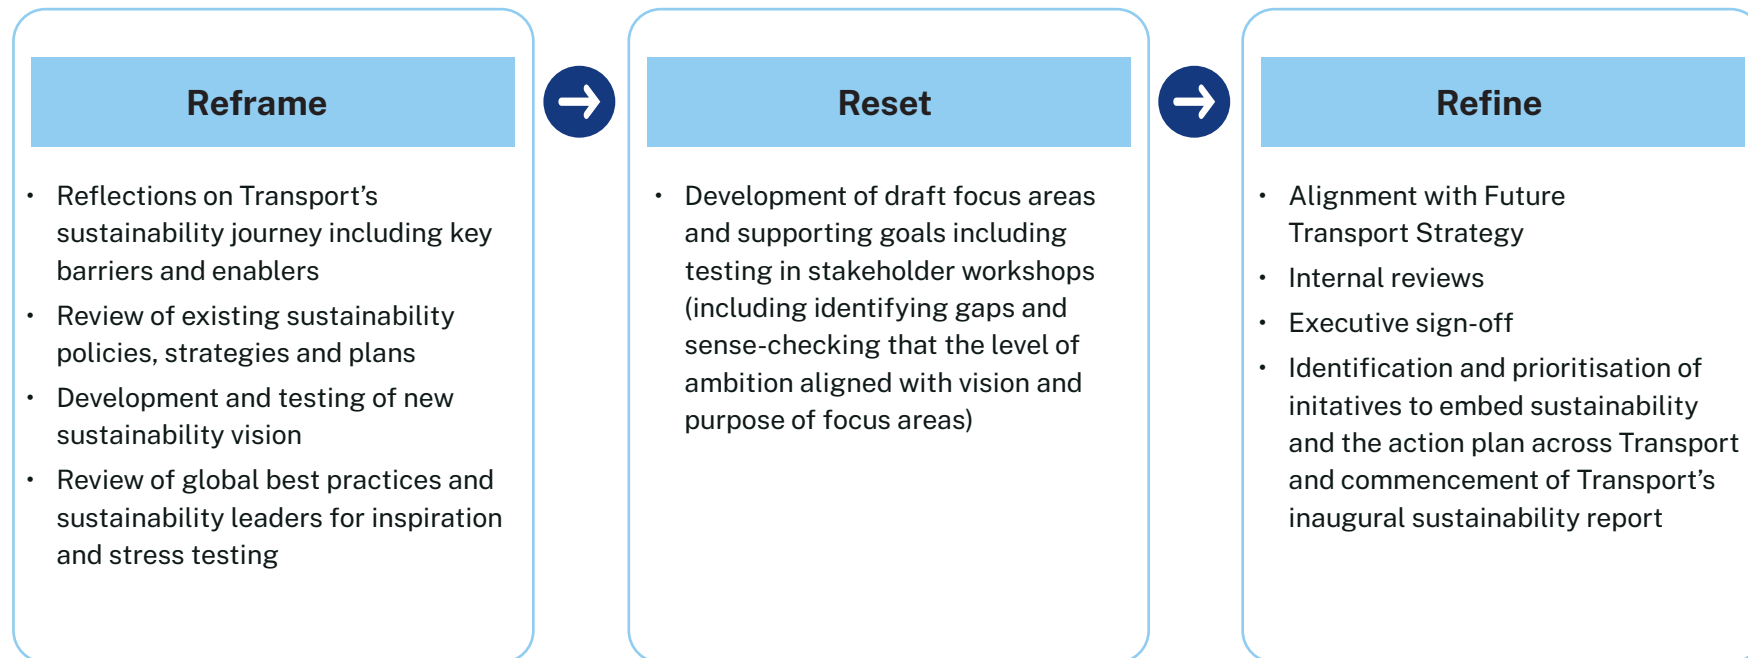 Reframe
• Reflections on Transport’s
sustainability journey including key
barriers and enablers
• Review of existing sustainability
policies, strategies and plans
• Development and testing of new
sustainability vision
• Review of global best practices and
sustainability leaders for inspiration
and stress testing
Reset
• Development of draft focus areas
and supporting goals including
testing in stakeholder workshops
(including identifying gaps and
sense-checking that the level of
ambition aligned with vision and
purpose of focus areas)
Refine
• Alignment with Future
Transport Strategy
• Internal reviews
• Executive sign-off
• Identification and prioritisation of
initatives to embed sustainability
and the action plan across Transport
and commencement of Transport’s
inaugural sustainability report